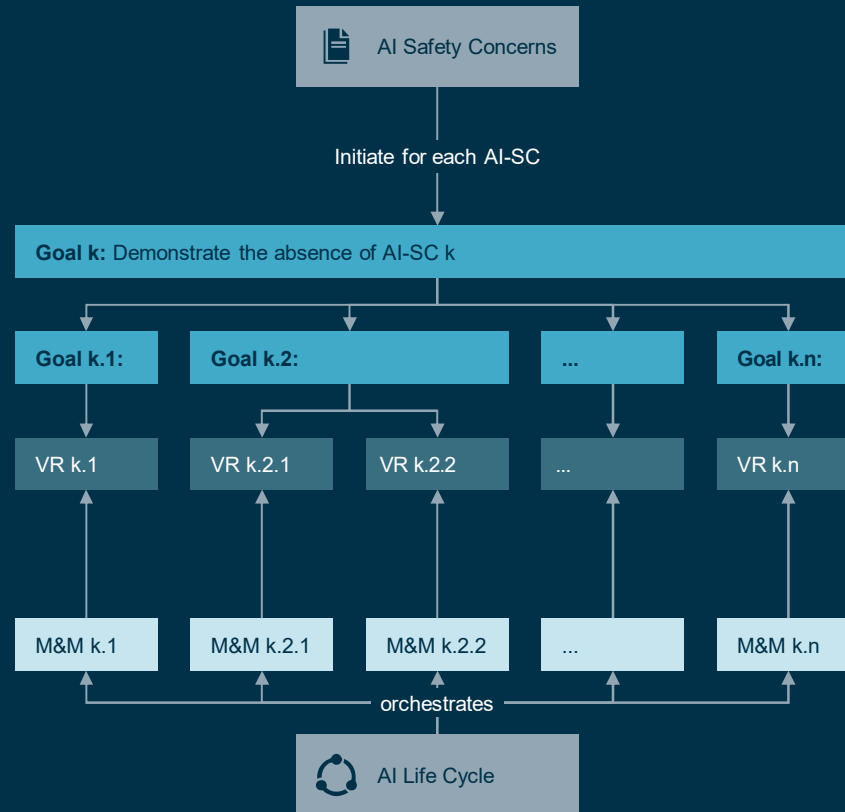 AI Safety Concerns
Initiate for each AI-SC
Goal k: Demonstrate the absence of AI-SC k
Goal k.1:
Goal k.2:
...
Goal k.n:
VR k.1
VR k.2.1
VR k.2.2
...
VR k.n
M&M k.1
M&M k.2.1
M&M k.2.2
...
M&M k.n
orchestrates
AI Life Cycle